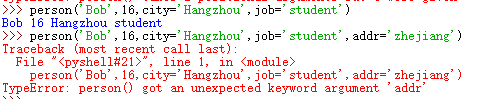 >>> person('Bob',16,city='Hangzhou',job='student')
Bob 16 Hangzhou student
>>> person('Bob',16,city='Hangzhou',job='student',addr='zhejiang')
Traceback (most recent call last):
  File "<pyshell#21>", line 1, in <module>
    person('Bob',16,city='Hangzhou',job='student',addr='zhejiang')
TypeError: person() got an unexpected keyword argument 'addr'